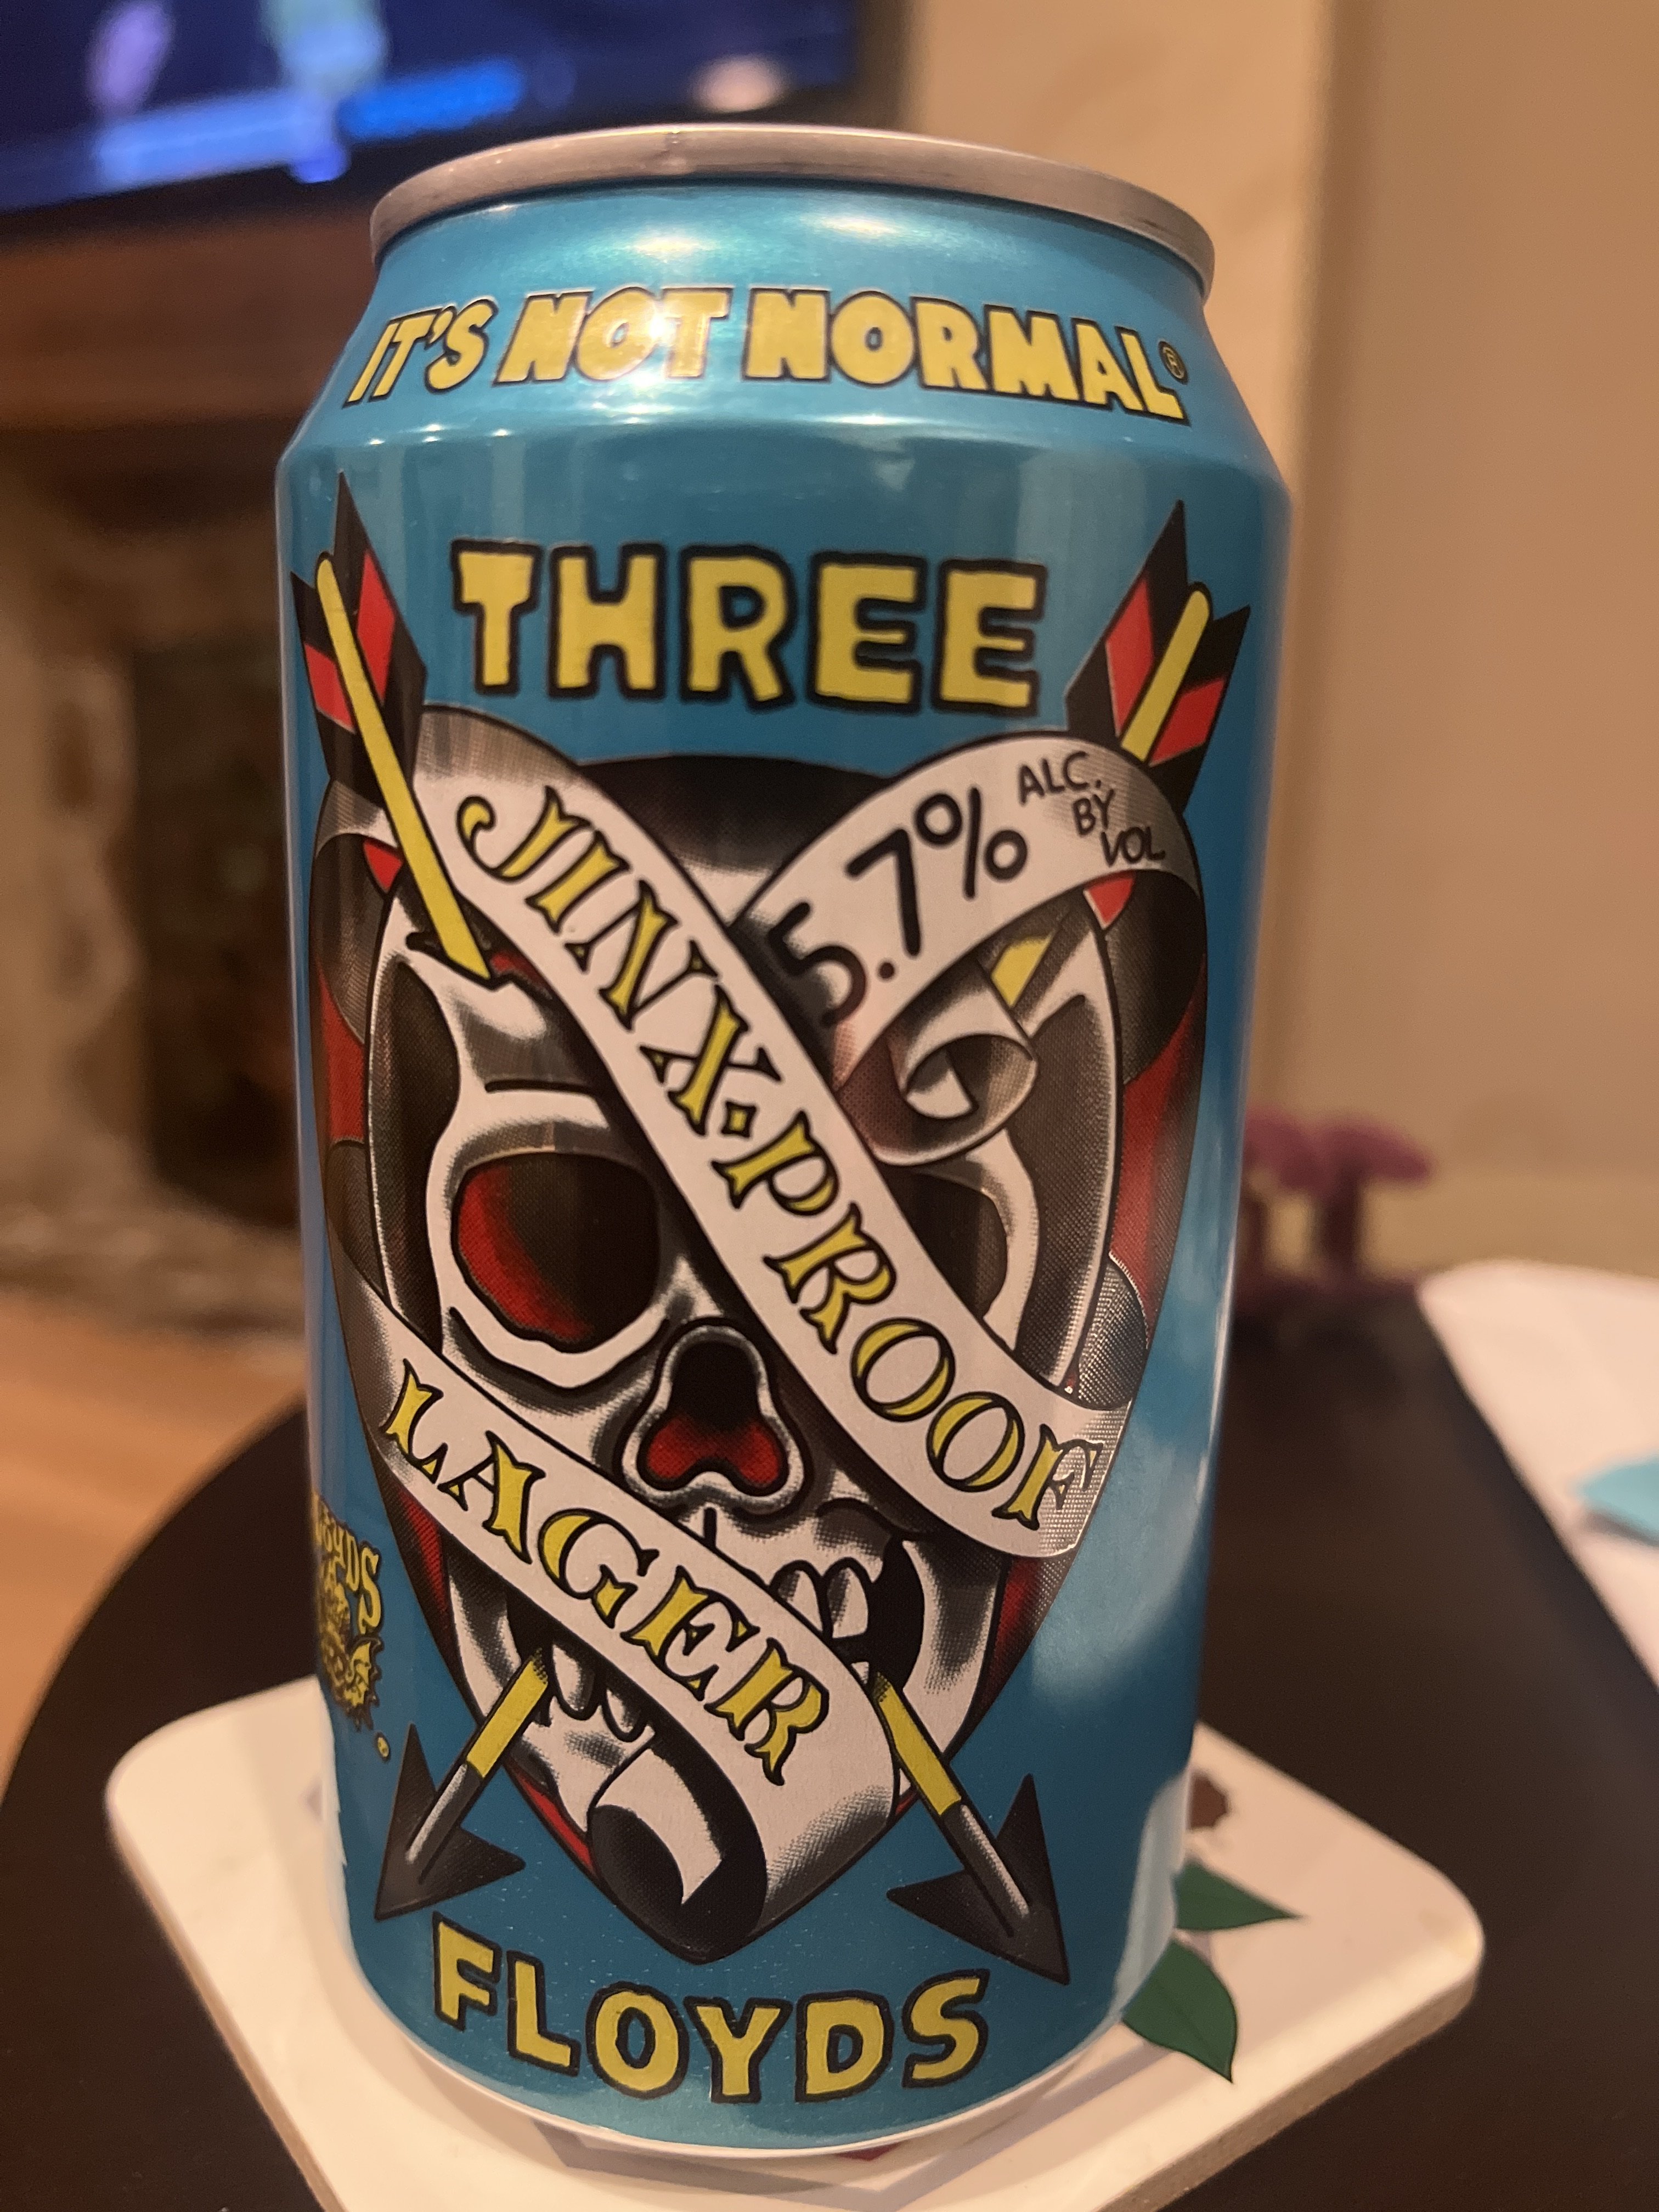 IT'S NOT NORMAL®
THREE
5.7% ALC. BY VOL
JINX·PROOF
LAGER
FLOYDS